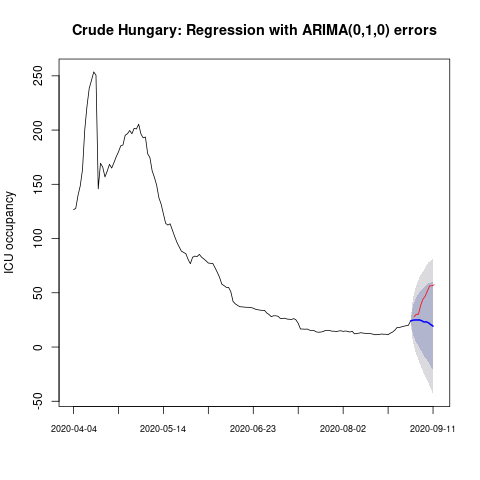 Crude Hungary: Regression with ARIMA(0,1,0) errors
ICU occupancy
250
200
150
100
50
0
-50
2020-04-04 2020-05-14 2020-06-23 2020-08-02 2020-09-11